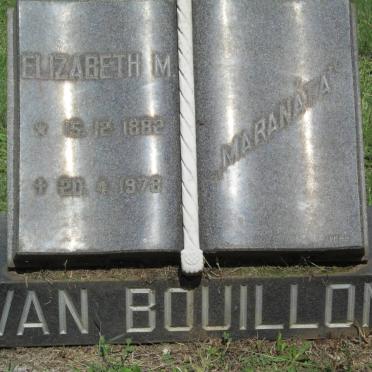 ELIZABETH M.
* 15.12.1882
† 20.4.1978
"MARANATA"
VAN BOUILLON